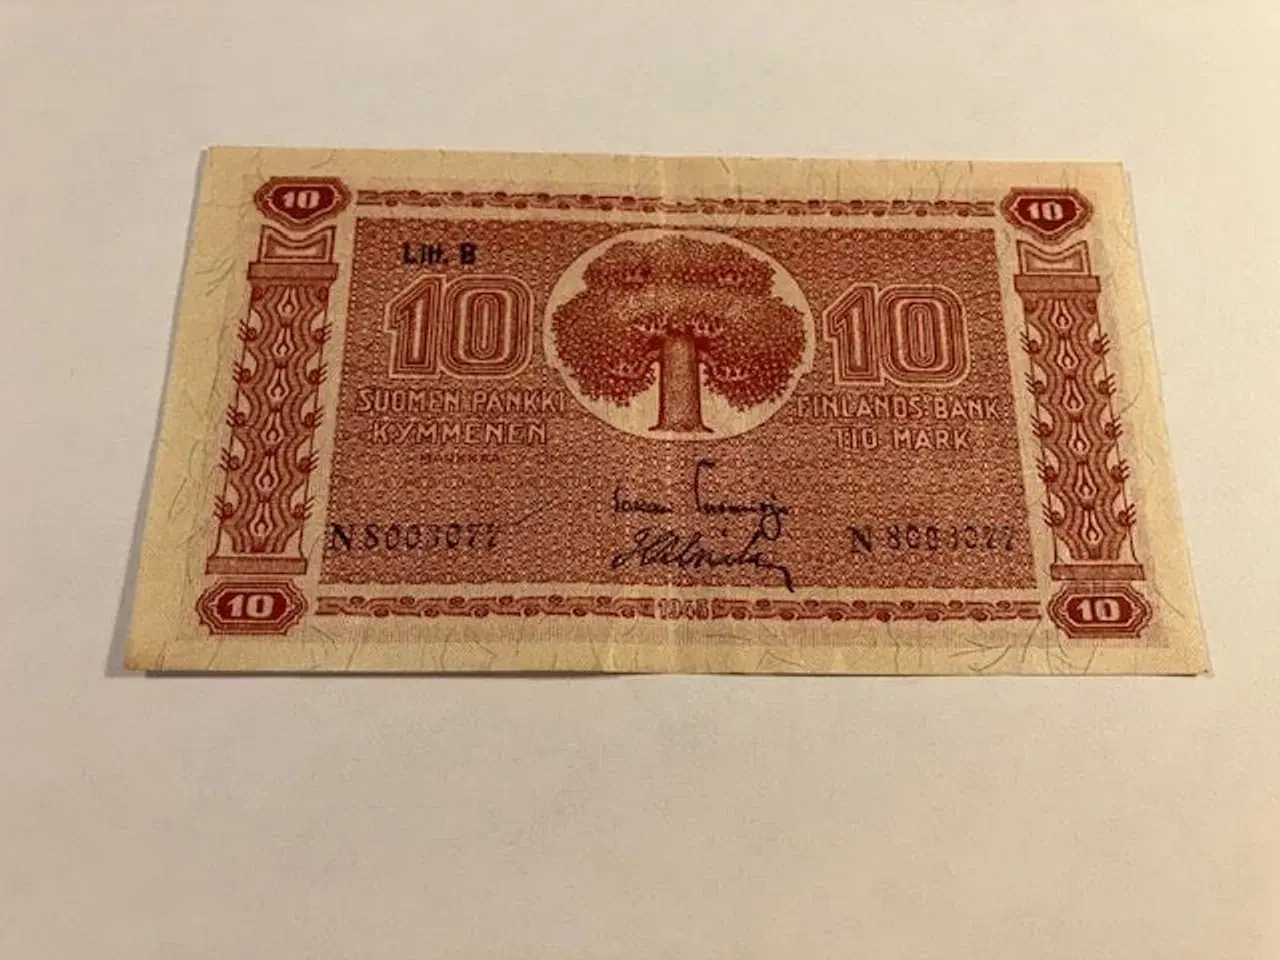 10 10
Litt. B
10 10
SUOMEN PANKKI FINLANDS BANK
KYMMENEN TIO MARK
MARKKAA
N8003077 N8003077
1945
10 10